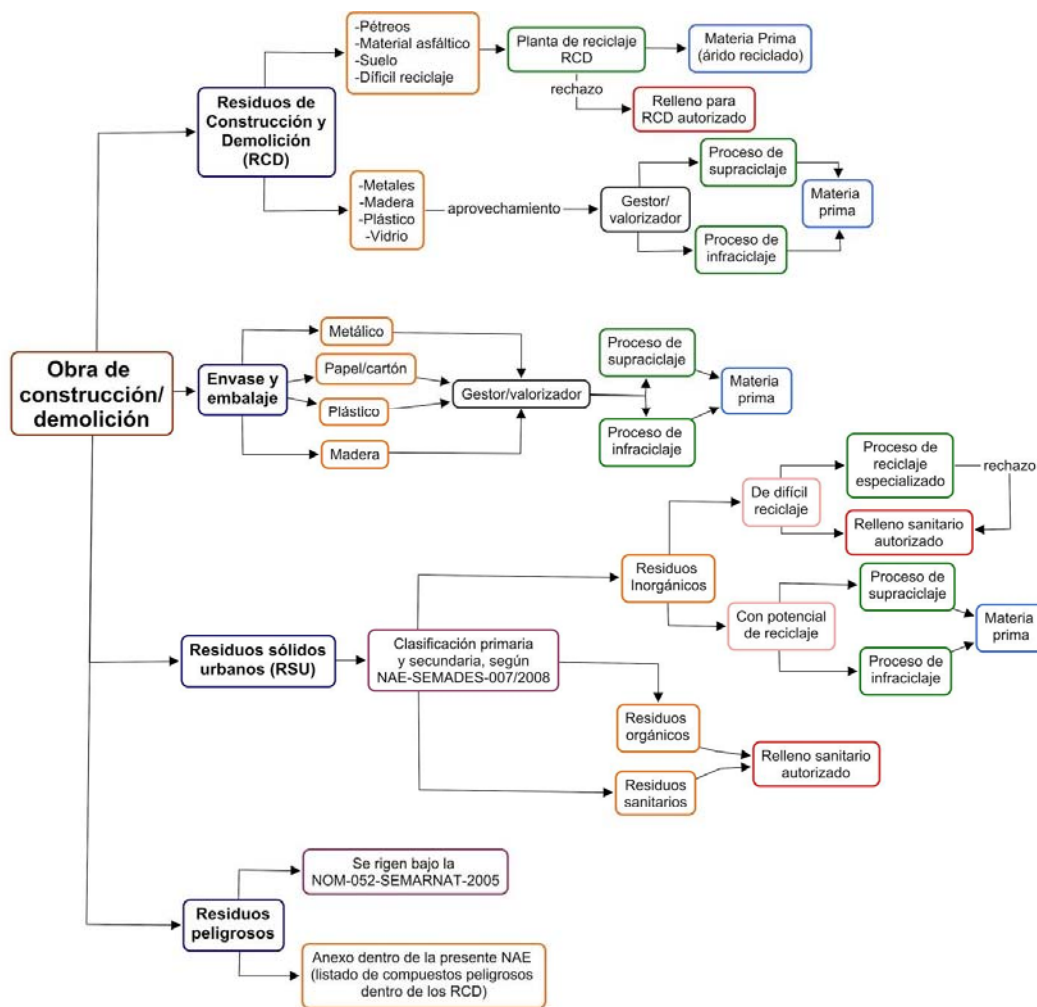 -Pétreos
-Material asfáltico
-Suelo
-Díficil reciclaje
Planta de reciclaje
RCD
Materia Prima
(árido reciclado)
rechazo
Relleno para
RCD autorizado
Residuos de
Construcción y
Demolición
(RCD)
-Metales
-Madera
-Plástico
-Vidrio
aprovechamiento
Gestor/
valorizador
Proceso de
supraciclaje
Materia
prima
Proceso de
infraciclaje
Obra de
construcción/
demolición
Envase y
embalaje
Metálico
Papel/cartón
Plástico
Madera
Gestor/valorizador
Proceso de
supraciclaje
Proceso de
infraciclaje
Materia
prima
Residuos sólidos
urbanos (RSU)
Clasificación primaria
y secundaria, según
NAE-SEMADES-007/2008
Residuos
Inorgánicos
De difícil
reciclaje
Proceso de
reciclaje
especializado
rechazo
Relleno sanitario
autorizado
Con potencial
de reciclaje
Proceso de
supraciclaje
Proceso de
infraciclaje
Materia
prima
Residuos
orgánicos
Residuos
sanitarios
Relleno sanitario
autorizado
Residuos
peligrosos
Se rigen bajo la
NOM-052-SEMARNAT-2005
Anexo dentro de la presente NAE
(listado de compuestos peligrosos
dentro de los RCD)